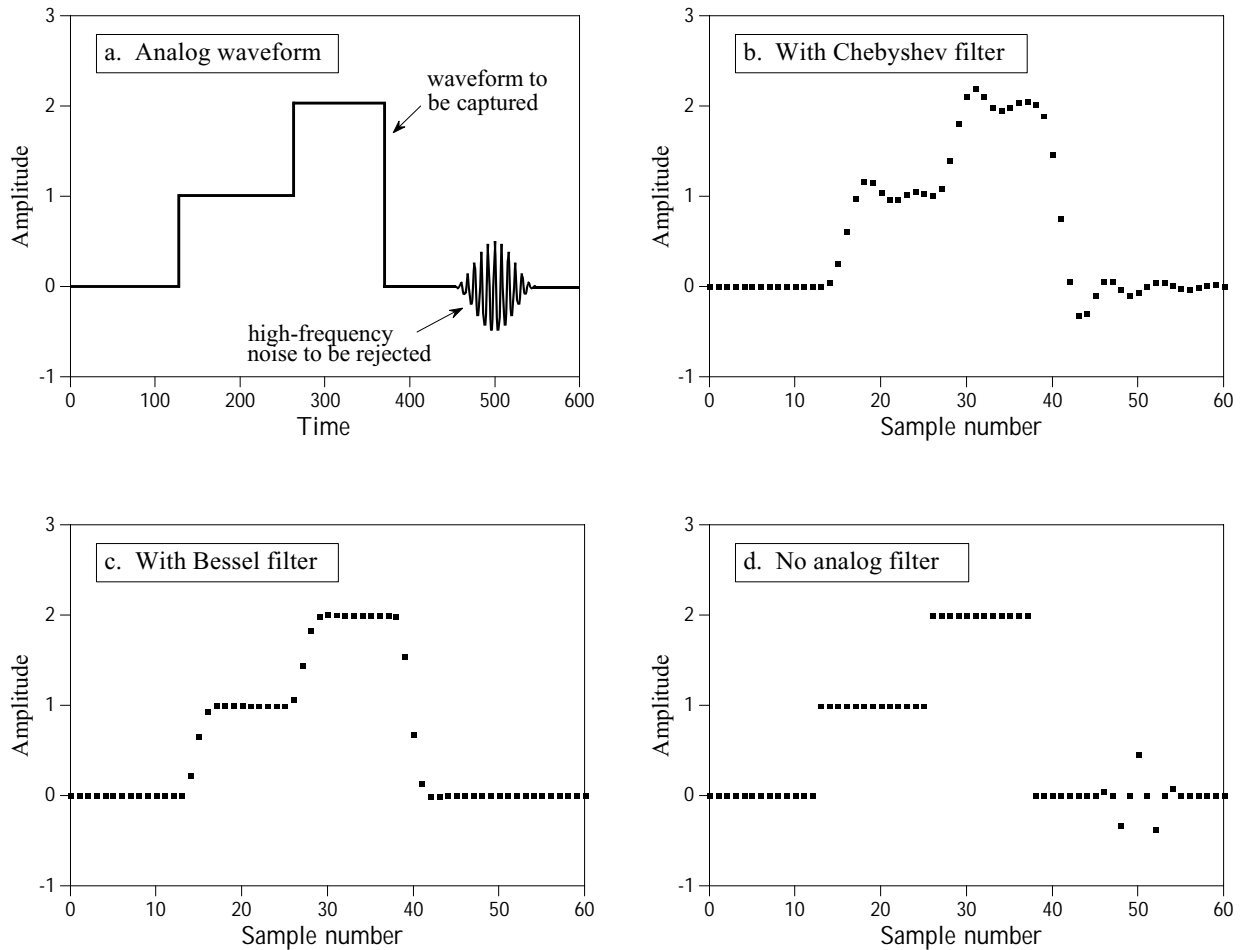 3
a. Analog waveform
waveform to
be captured
2
Amplitude
1
0
high-frequency
noise to be rejected
-1
0 100 200 300 400 500 600
Time
3
b. With Chebyshev filter
2
Amplitude
1
0
-1
0 10 20 30 40 50 60
Sample number
3
c. With Bessel filter
2
Amplitude
1
0
-1
0 10 20 30 40 50 60
Sample number
3
d. No analog filter
2
Amplitude
1
0
-1
0 10 20 30 40 50 60
Sample number